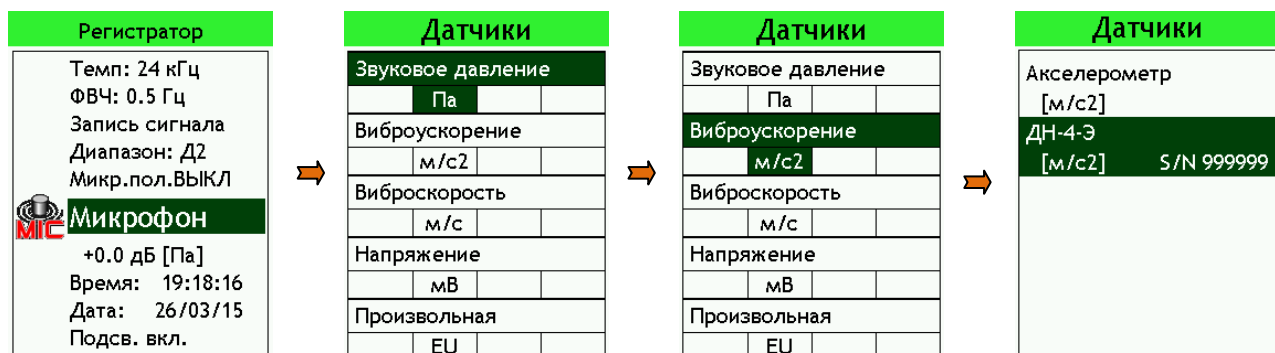 Регистратор
Темп: 24 кГц
ФВЧ: 0.5 Гц
Запись сигнала
Диапазон: Д2
Микр.пол.ВЫКЛ
MIC
Микрофон
+0.0 дБ [Па]
Время: 19:18:16
Дата: 26/03/15
Подсв. вкл.
Датчики
Звуковое давление
Па
Виброускорение
м/с2
Виброскорость
м/с
Напряжение
мВ
Произвольная
EU
Датчики
Звуковое давление
Па
Виброускорение
м/с2
Виброскорость
м/с
Напряжение
мВ
Произвольная
EU
Датчики
Акселерометр
[м/с2]
ДН-4-Э
[м/с2] S/N 999999